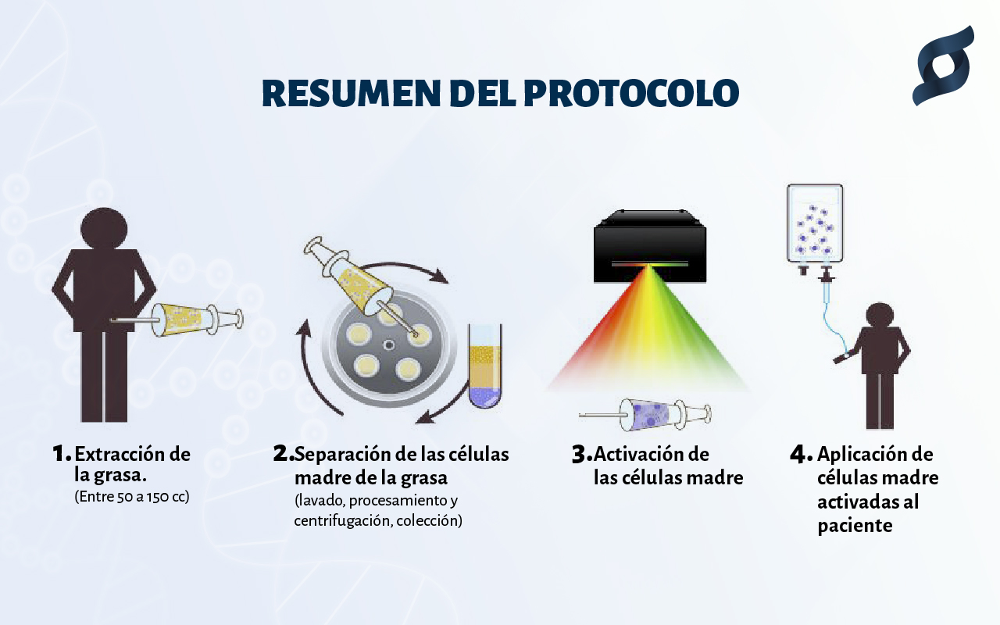 RESUMEN DEL PROTOCOLO
1. Extracción de
la grasa.
(Entre 50 a 150 cc)
2. Separación de las células
madre de la grasa
(lavado, procesamiento y
centrifugación, colección)
3. Activación de
las células madre
4. Aplicación de
células madre
activadas al
paciente